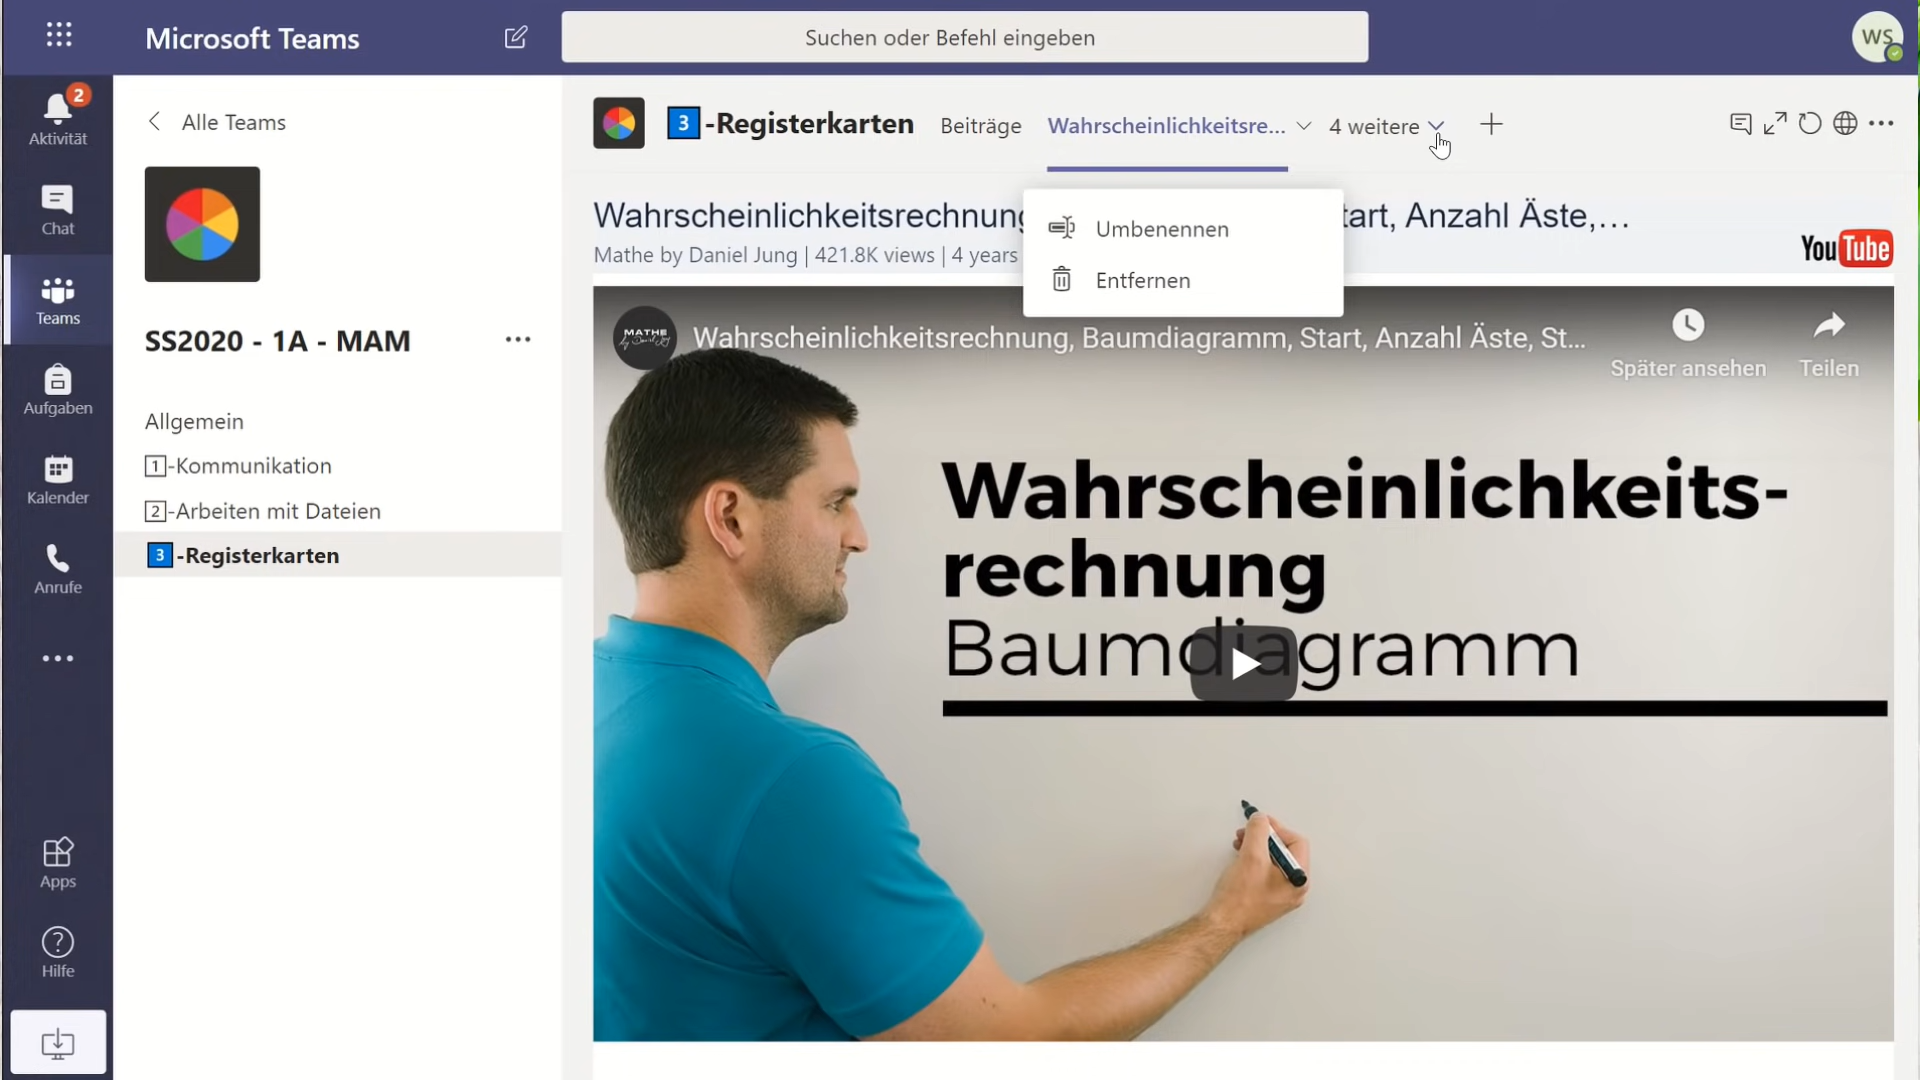 Microsoft Teams
Suchen oder Befehl eingeben
WS
2
Aktivität
Chat
Teams
Aufgaben
Kalender
Anrufe
Apps
Hilfe
Alle Teams
SS2020 - 1A - MAM
Allgemein
1-Kommunikation
2-Arbeiten mit Dateien
3-Registerkarten
3-Registerkarten
Beiträge
Wahrscheinlichkeitsre...
4 weitere
Umbenennen
Entfernen
Wahrscheinlichkeitsrechnung tart, Anzahl Äste,...
Mathe by Daniel Jung | 421.8K views | 4 years
YouTube
MATHE
by Daniel Jung
Wahrscheinlichkeitsrechnung, Baumdiagramm, Start, Anzahl Äste, St...
Später ansehen
Teilen
Wahrscheinlichkeits-
rechnung
Baumdiagramm